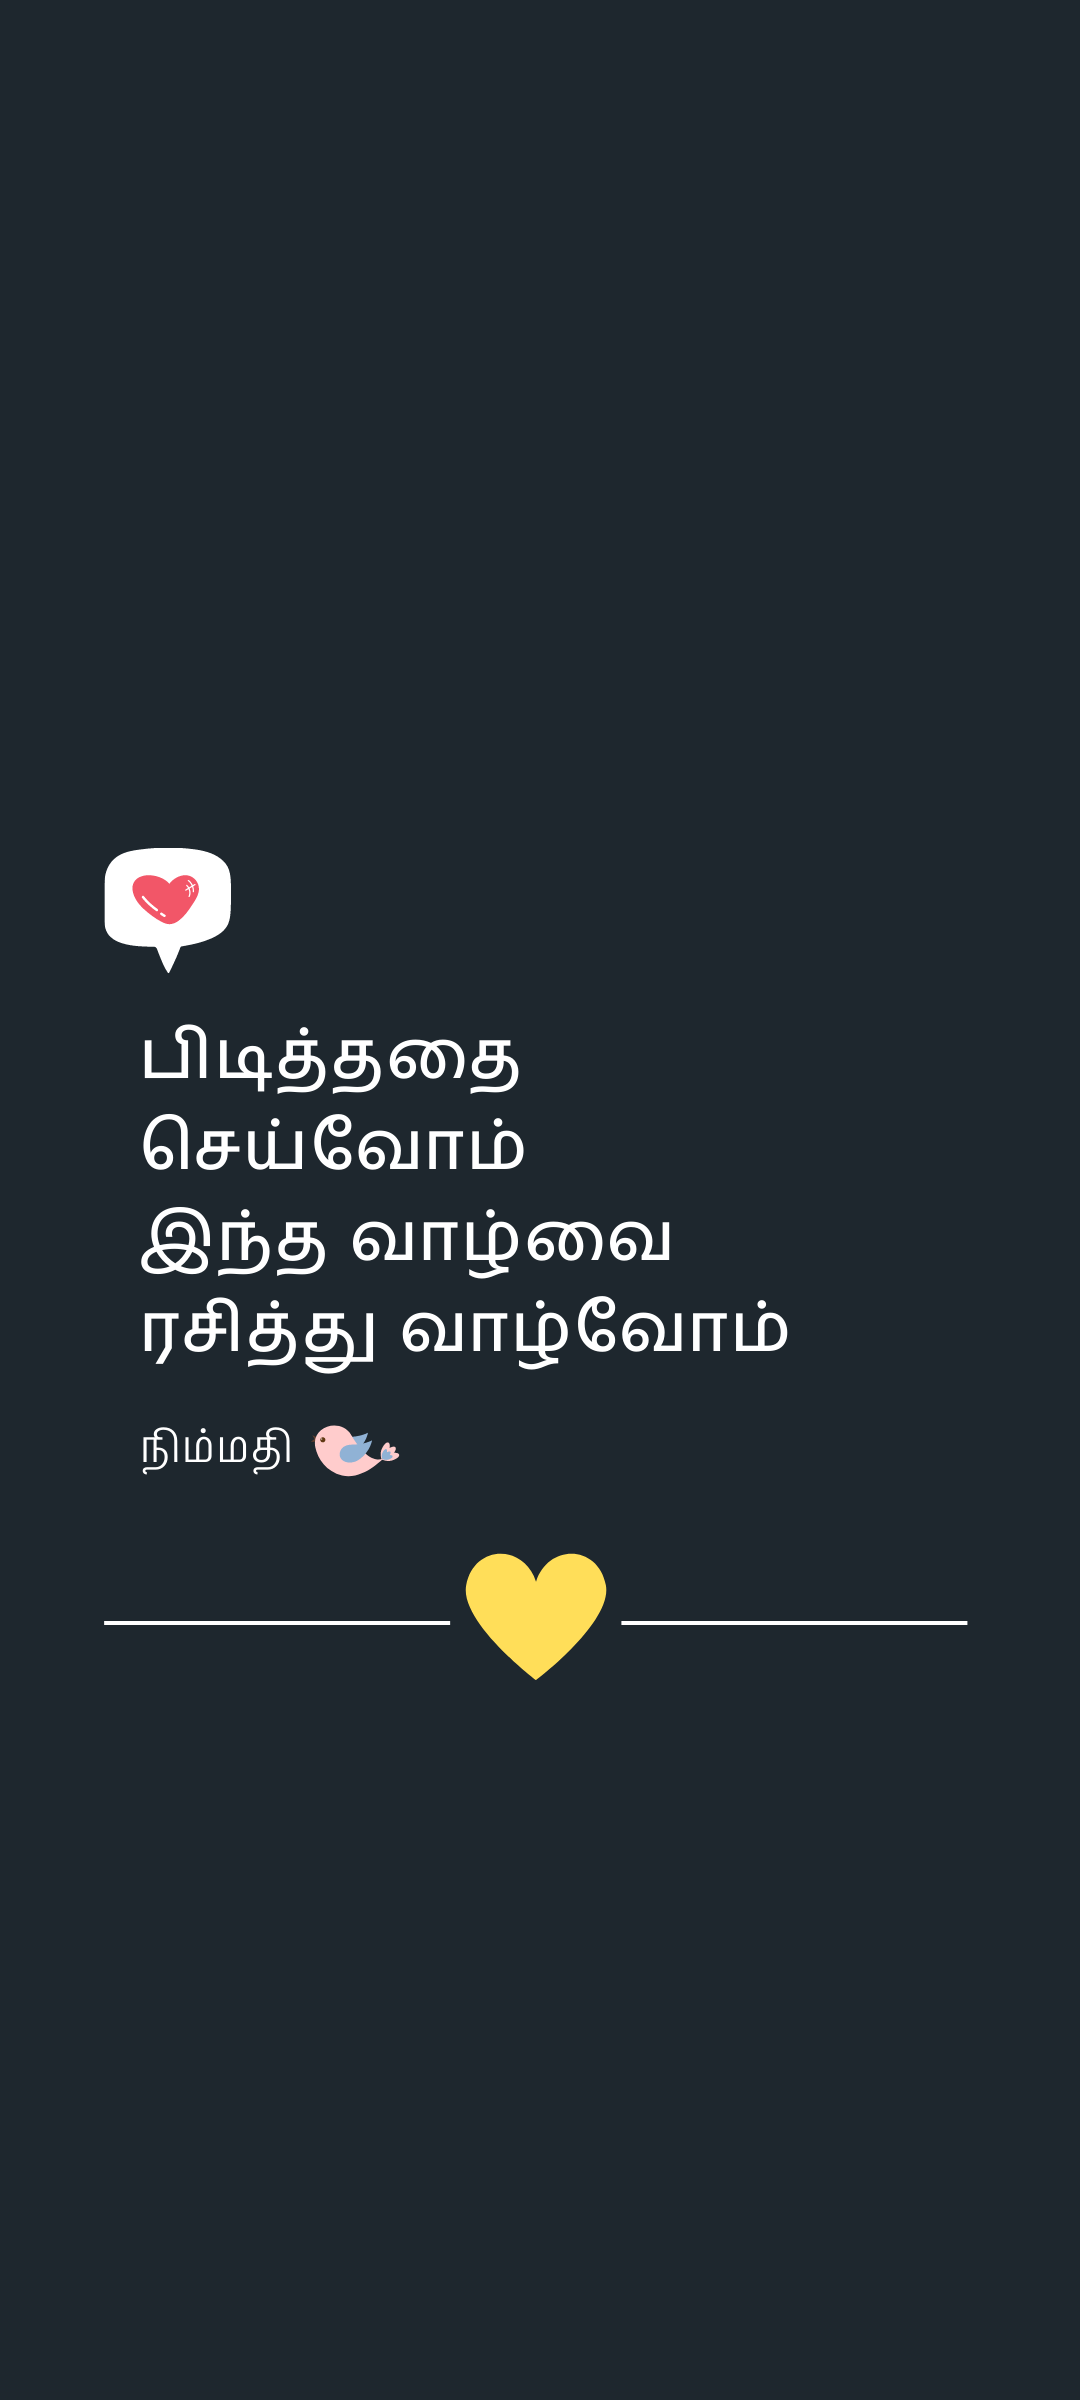 பிடித்ததை
செய்வோம்
இந்த வாழ்வை
ரசித்து வாழ்வோம்
நிம்மதி